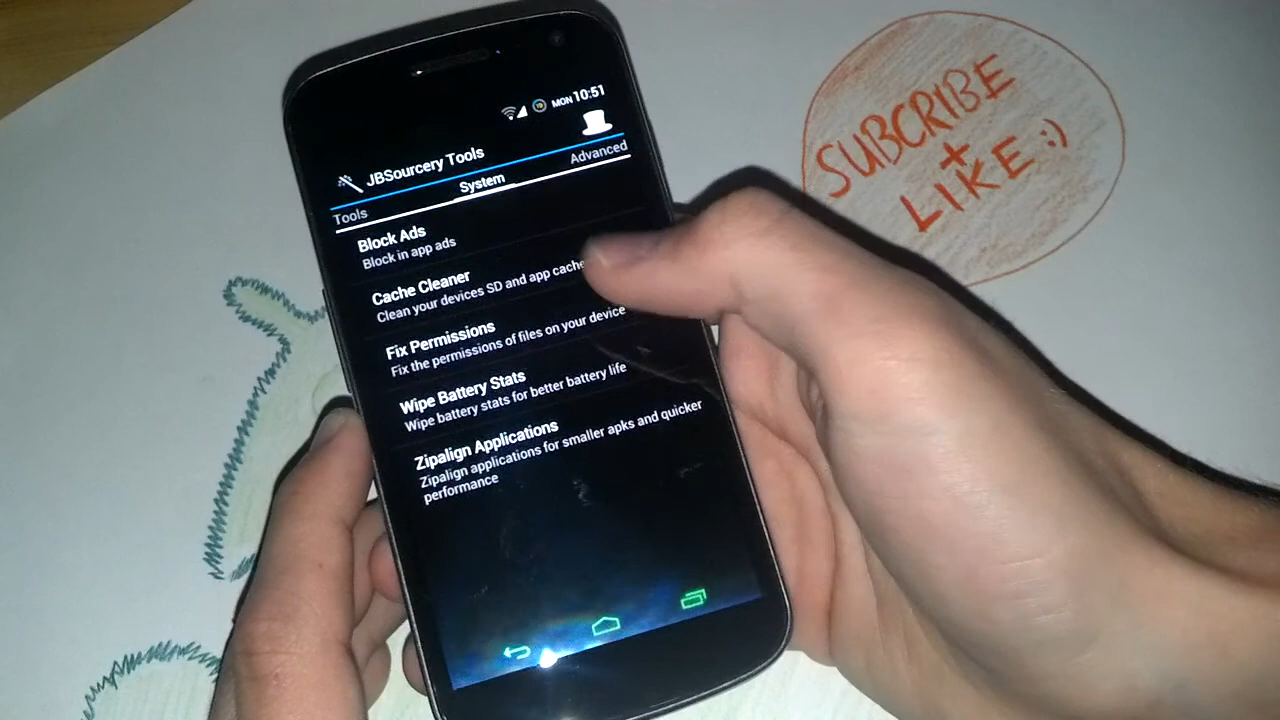 MON 10:51
JBSourcery Tools
Tools System Advanced
Block Ads
Block in app ads
Cache Cleaner
Clean your devices SD and app cache
Fix Permissions
Fix the permissions of files on your device
Wipe Battery Stats
Wipe battery stats for better battery life
Zipalign Applications
Zipalign applications for smaller apks and quicker
performance
SUBCRIBE
+
LIKE :)